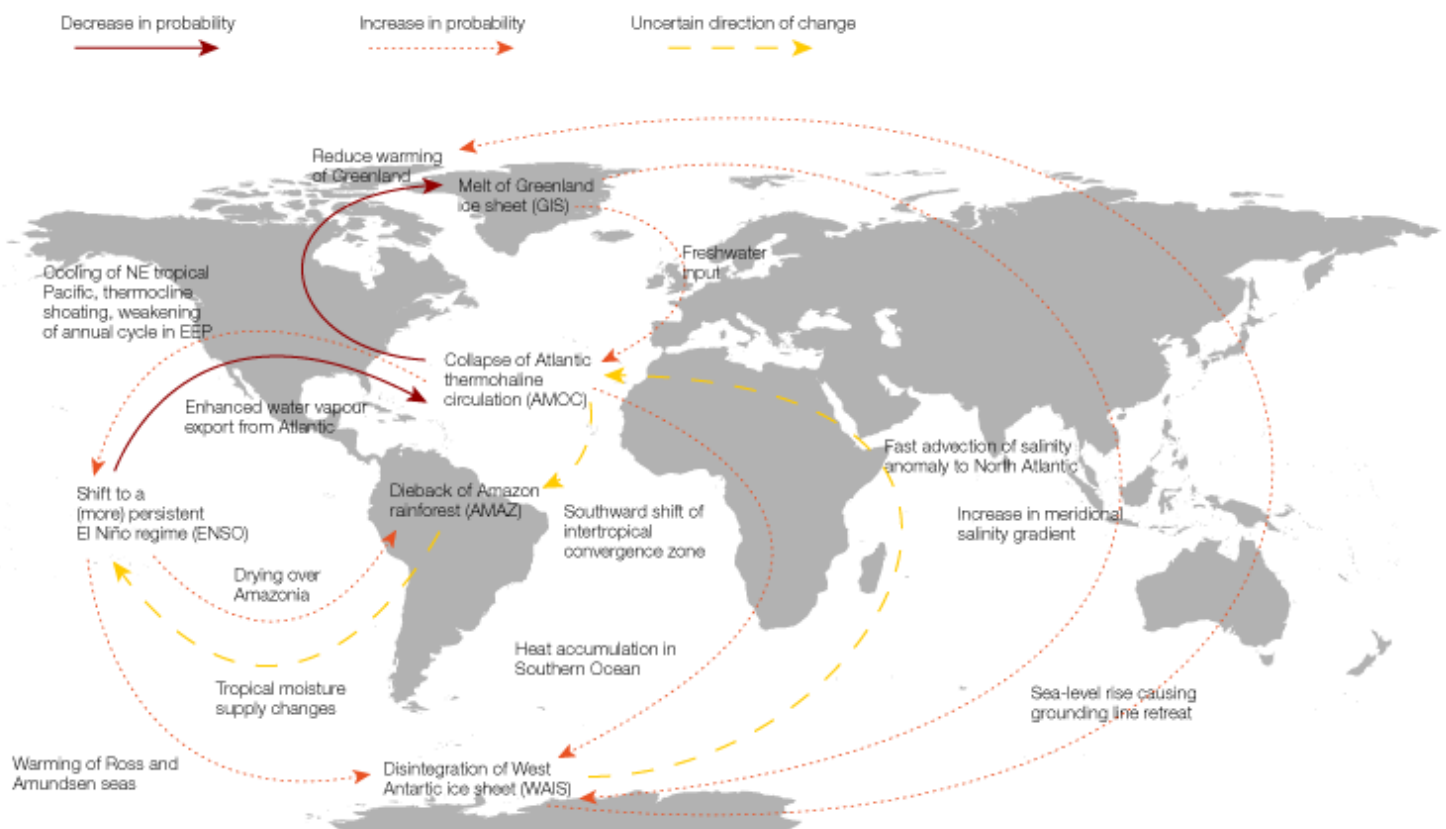 Decrease in probability
Increase in probability
Uncertain direction of change
Reduce warming
of Greenland
Melt of Greenland
ice sheet (GIS)
Freshwater
input
Cooling of NE tropical
Pacific, thermocline
shoating, weakening
of annual cycle in EEP
Collapse of Atlantic
thermohaline
circulation (AMOC)
Enhanced water vapour
export from Atlantic
Fast advection of salinity
anomaly to North Atlantic
Shift to a
(more) persistent
El Niño regime (ENSO)
Dieback of Amazon
rainforest (AMAZ)
Southward shift of
intertropical
convergence zone
Increase in meridional
salinity gradient
Drying over
Amazonia
Heat accumulation in
Southern Ocean
Tropical moisture
supply changes
Sea-level rise causing
grounding line retreat
Warming of Ross and
Amundsen seas
Disintegration of West
Antartic ice sheet (WAIS)